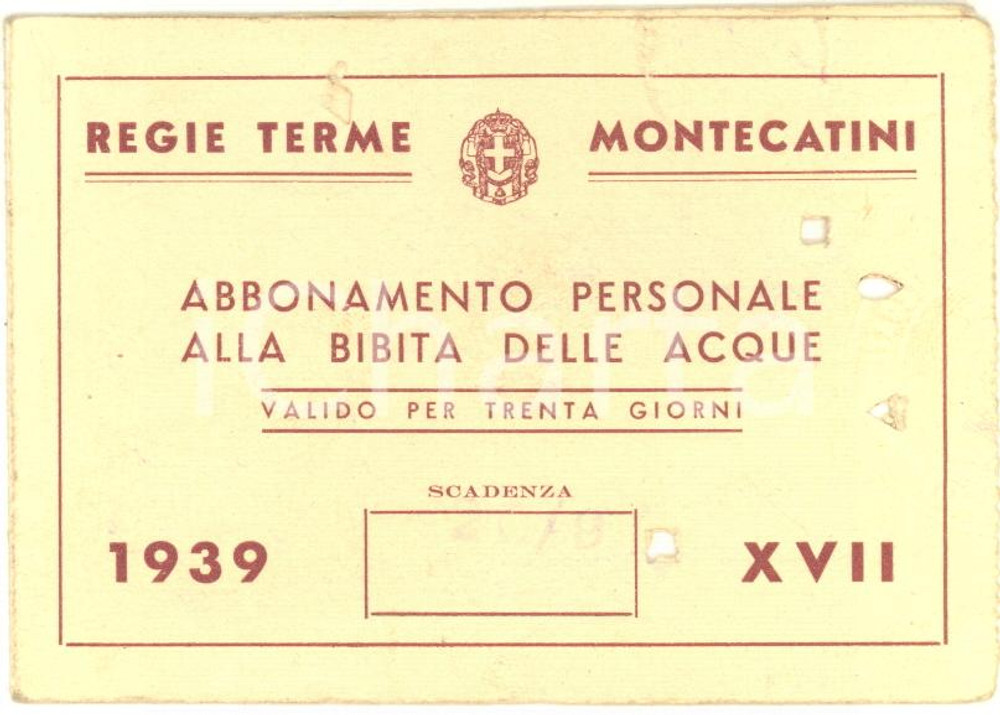 REGIE TERME MONTECATINI
ABBONAMENTO PERSONALE
ALLA BIBITA DELLE ACQUE
VALIDO PER TRENTA GIORNI
SCADENZA
1939 XVII